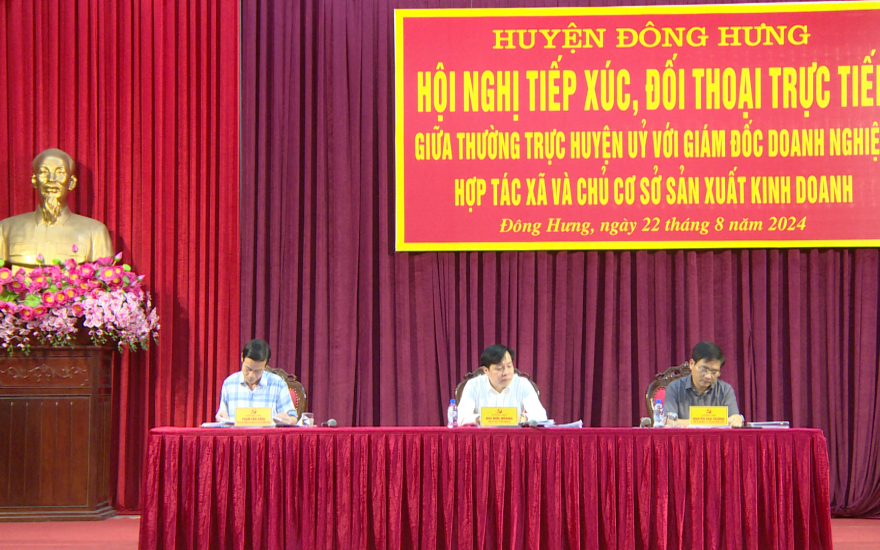 HUYỆN ĐÔNG HƯNG
HỘI NGHỊ TIẾP XÚC, ĐỐI THOẠI TRỰC TIẾ
GIỮA THƯỜNG TRỰC HUYỆN UỶ VỚI GIÁM ĐỐC DOANH NGHIỆ
HỢP TÁC XÃ VÀ CHỦ CƠ SỞ SẢN XUẤT KINH DOANH
Đông Hưng, ngày 22 tháng 8 năm 2024